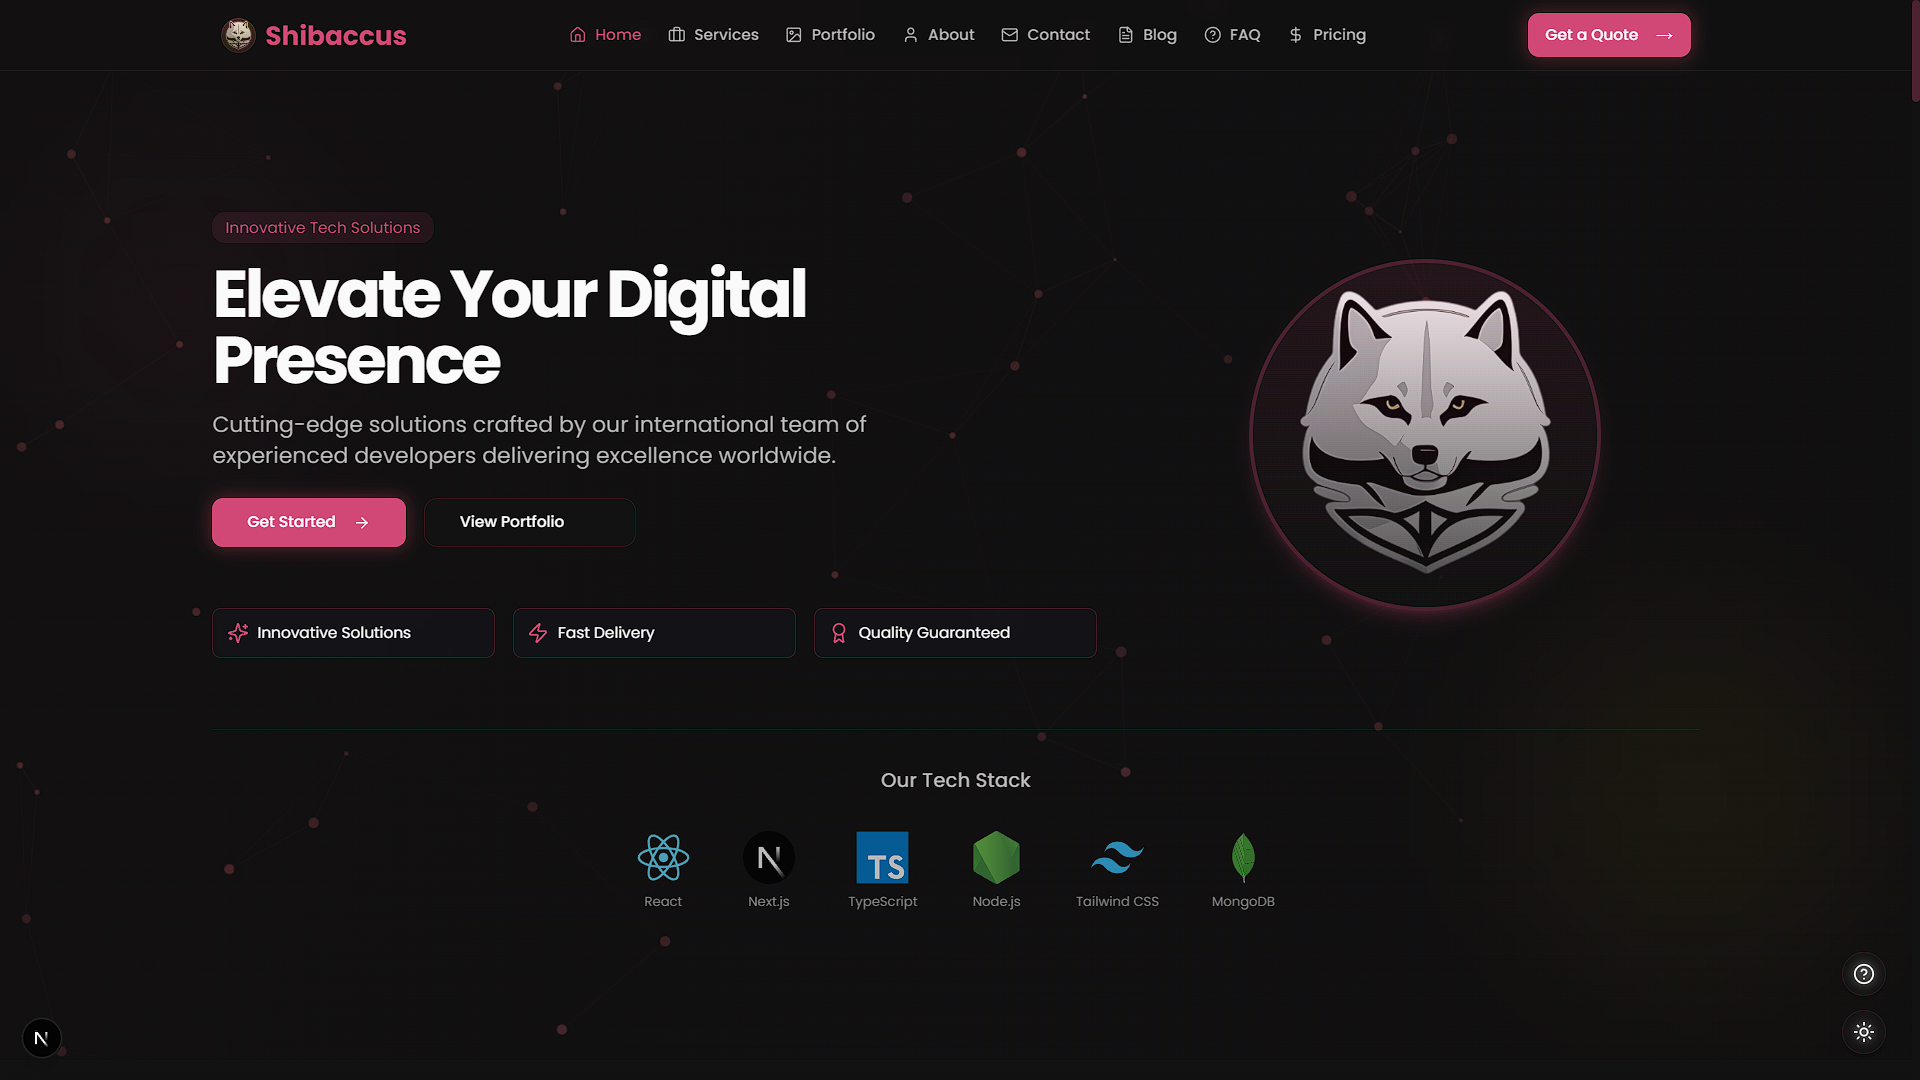 Shibaccus
Home
Services
Portfolio
About
Contact
Blog
FAQ
Pricing
Get a Quote →
Innovative Tech Solutions
Elevate Your Digital
Presence
Cutting-edge solutions crafted by our international team of
experienced developers delivering excellence worldwide.
Get Started →
View Portfolio
Innovative Solutions
Fast Delivery
Quality Guaranteed
Our Tech Stack
N
TS
React
Next.js
TypeScript
Node.js
Tailwind CSS
MongoDB
N